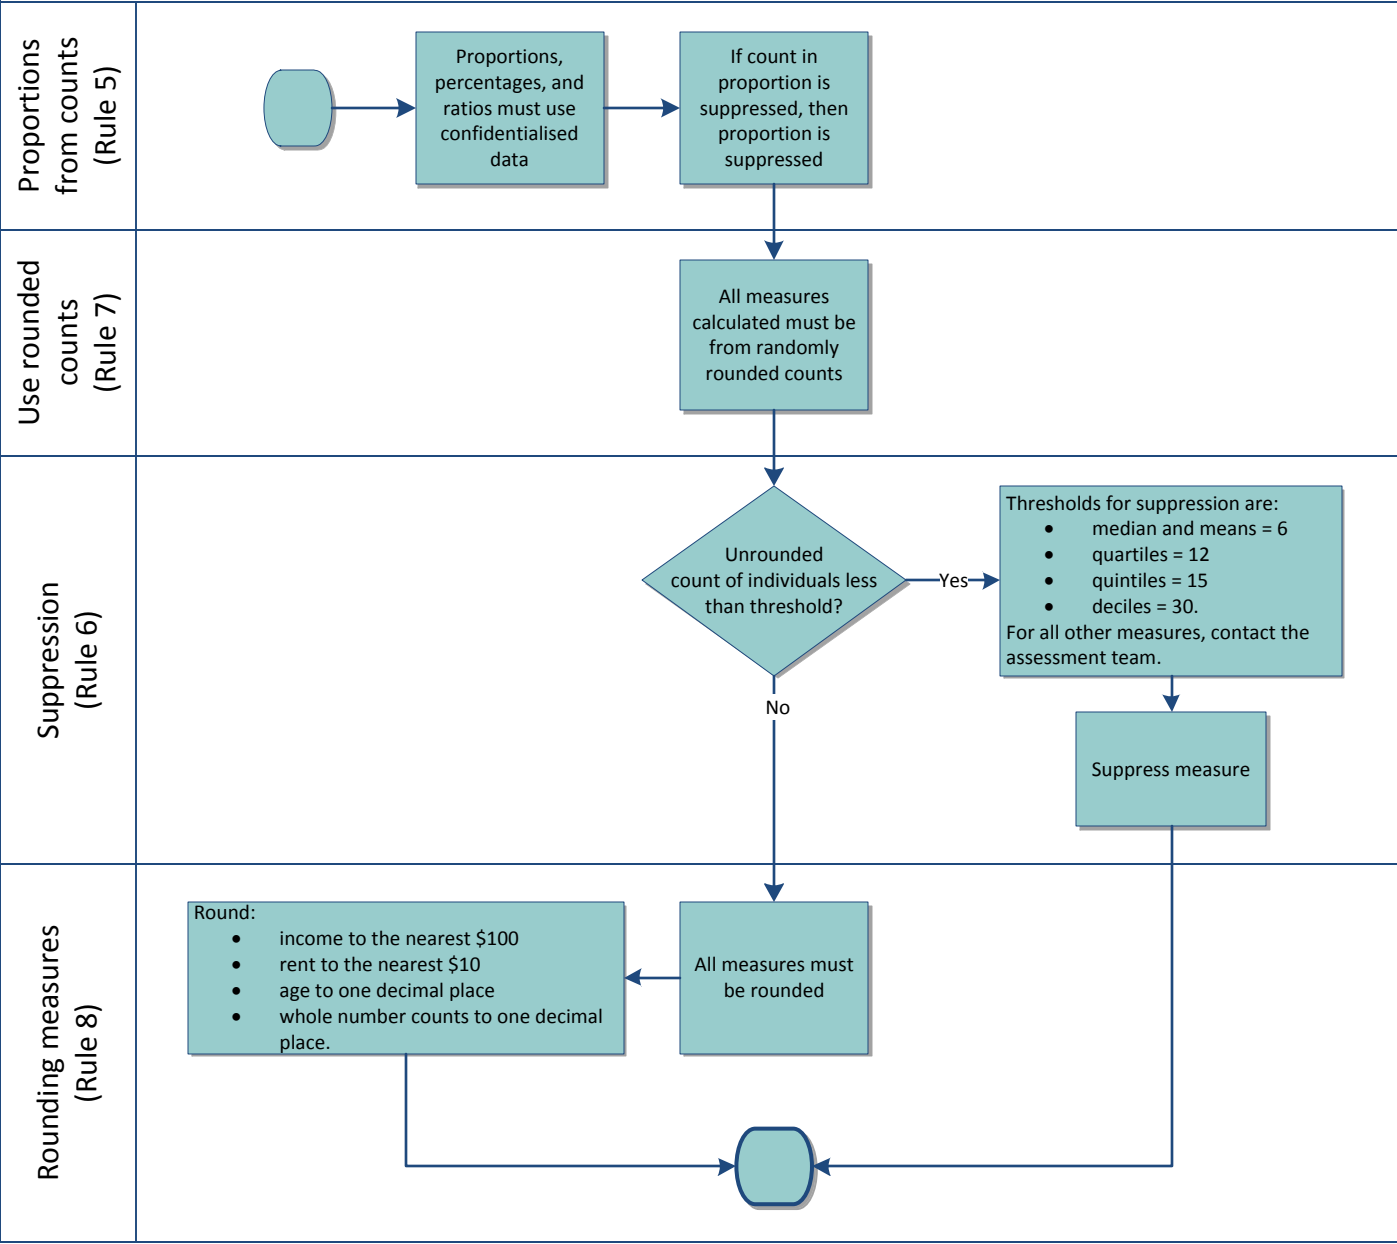 Proportions
from counts
(Rule 5)
Proportions,
percentages, and
ratios must use
confidentialised
data
If count in
proportion is
suppressed, then
proportion is
suppressed
Use rounded
counts
(Rule 7)
All measures
calculated must be
from randomly
rounded counts
Suppression
(Rule 6)
Unrounded
count of individuals less
than threshold?
Yes
Thresholds for suppression are:
• median and means = 6
• quartiles = 12
• quintiles = 15
• deciles = 30.
For all other measures, contact the
assessment team.
No
Suppress measure
Rounding measures
(Rule 8)
Round:
• income to the nearest $100
• rent to the nearest $10
• age to one decimal place
• whole number counts to one decimal
place.
All measures must
be rounded